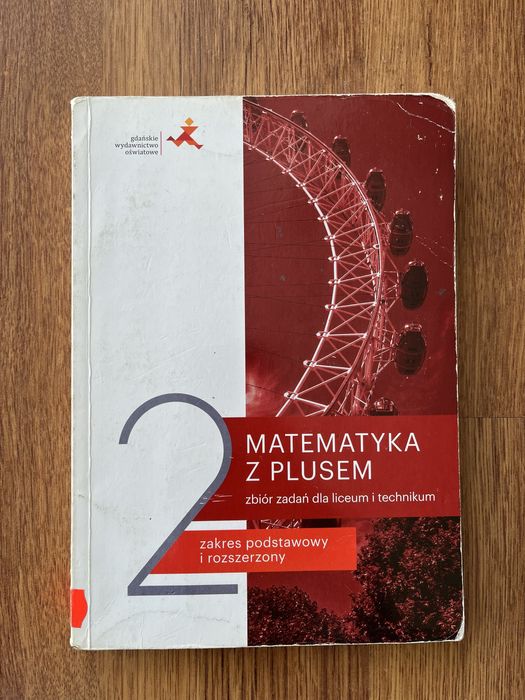 gdańskie
wydawnictwo
oświatowe
2
MATEMATYKA
Z PLUSEM
zbiór zadań dla liceum i technikum
zakres podstawowy
i rozszerzony